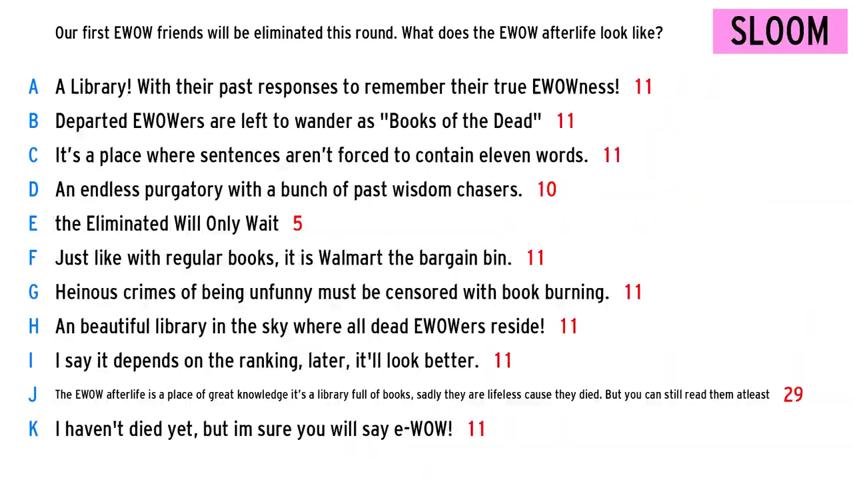 Our first EWOW friends will be eliminated this round. What does the EWOW afterlife look like?
SLOOM
A A Library! With their past responses to remember their true EWOWness! 11
B Departed EWOWers are left to wander as "Books of the Dead" 11
C It's a place where sentences aren't forced to contain eleven words. 11
D An endless purgatory with a bunch of past wisdom chasers. 10
E the Eliminated Will Only Wait 5
F Just like with regular books, it is Walmart the bargain bin. 11
G Heinous crimes of being unfunny must be censored with book burning. 11
H An beautiful library in the sky where all dead EWOWers reside! 11
I I say it depends on the ranking, later, it'll look better. 11
J The EWOW afterlife is a place of great knowledge it's a library full of books, sadly they are lifeless cause they died. But you can still read them atleast 29
K I haven't died yet, but im sure you will say e-WOW! 11